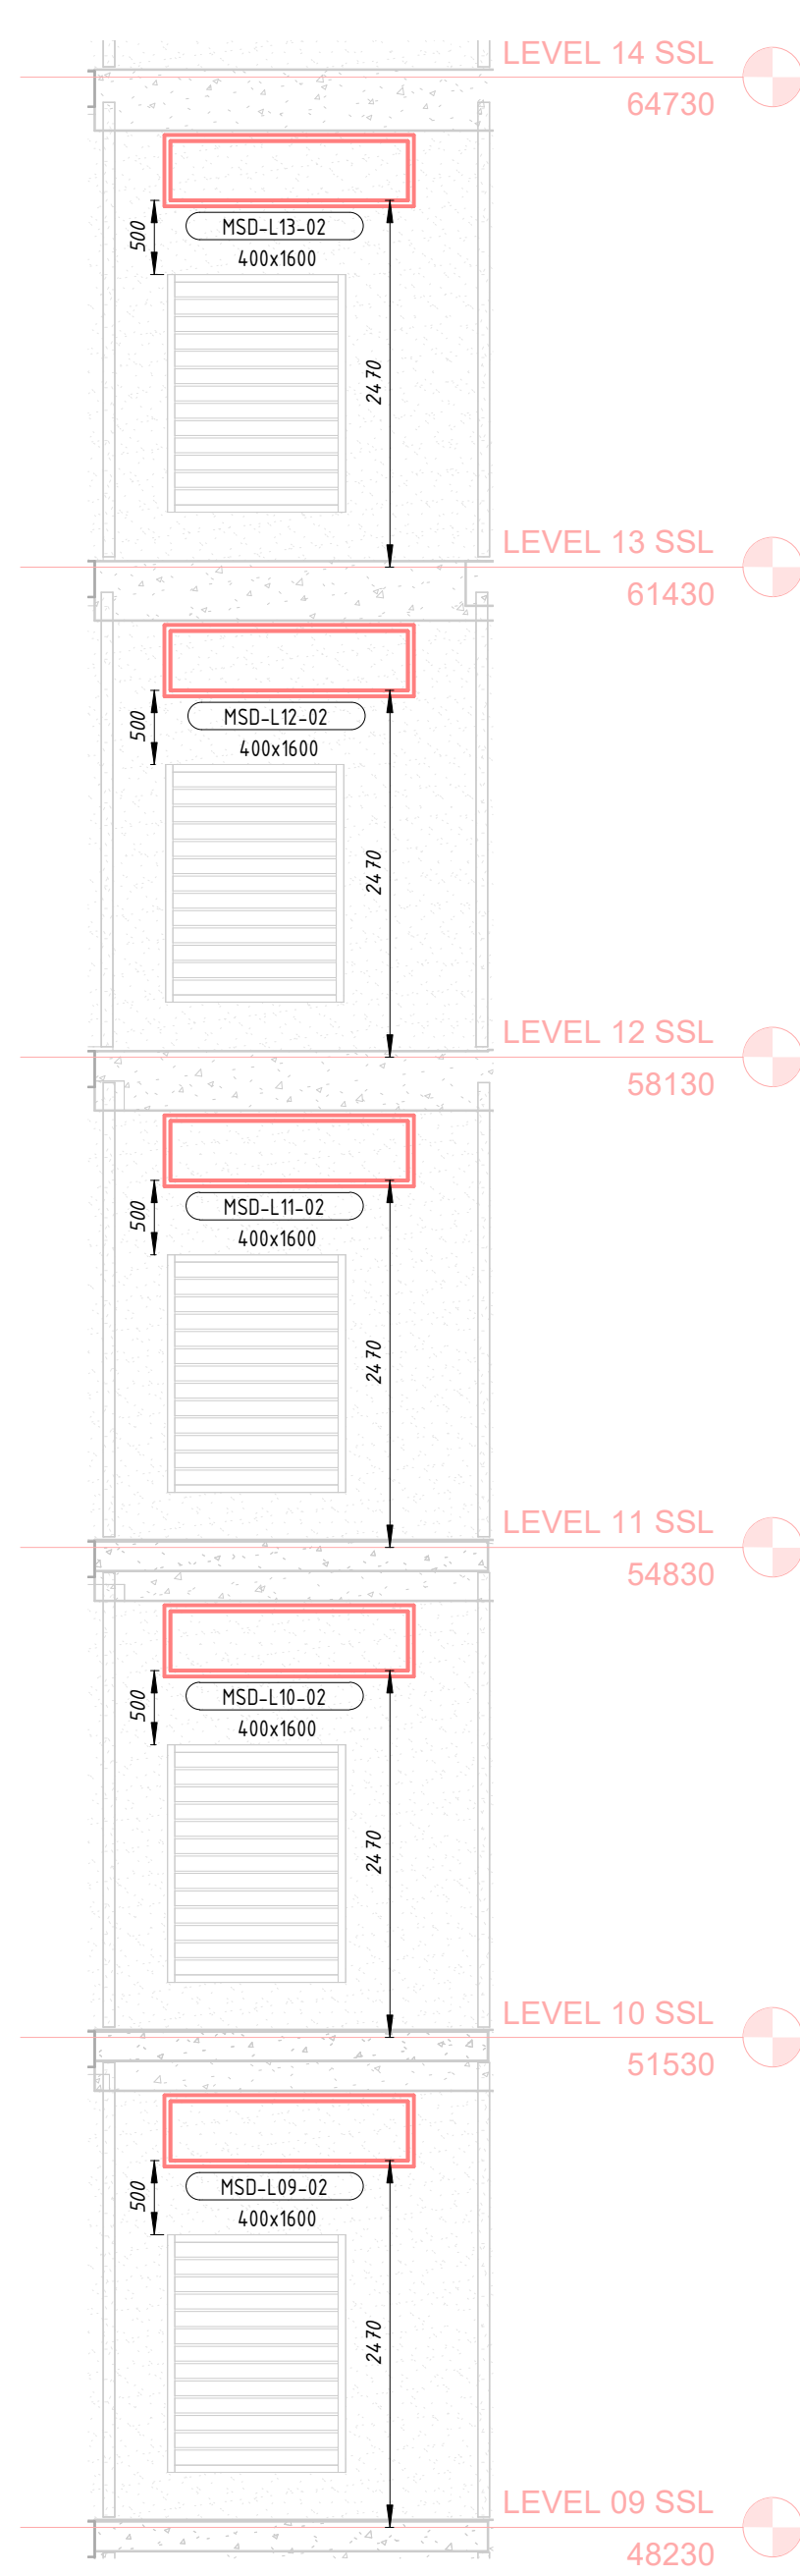 LEVEL 14 SSL
64730
MSD-L13-02
400x1600
500
2470
LEVEL 13 SSL
61430
MSD-L12-02
400x1600
500
2470
LEVEL 12 SSL
58130
MSD-L11-02
400x1600
500
2470
LEVEL 11 SSL
54830
MSD-L10-02
400x1600
500
2470
LEVEL 10 SSL
51530
MSD-L09-02
400x1600
500
2470
LEVEL 09 SSL
48230